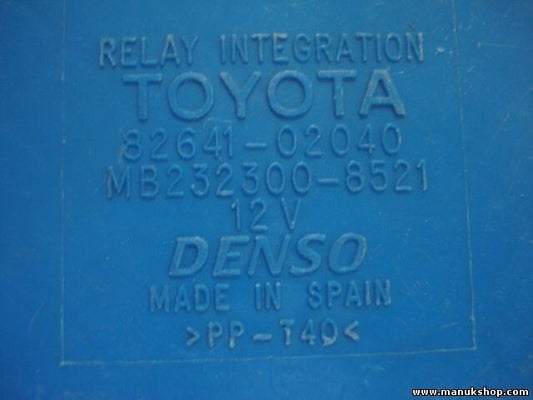 RELAY INTEGRATION
TOYOTA
82641-02040
MB232300-8521
12V
DENSO
MADE IN SPAIN
>PP-T40<
www.manukshop.com